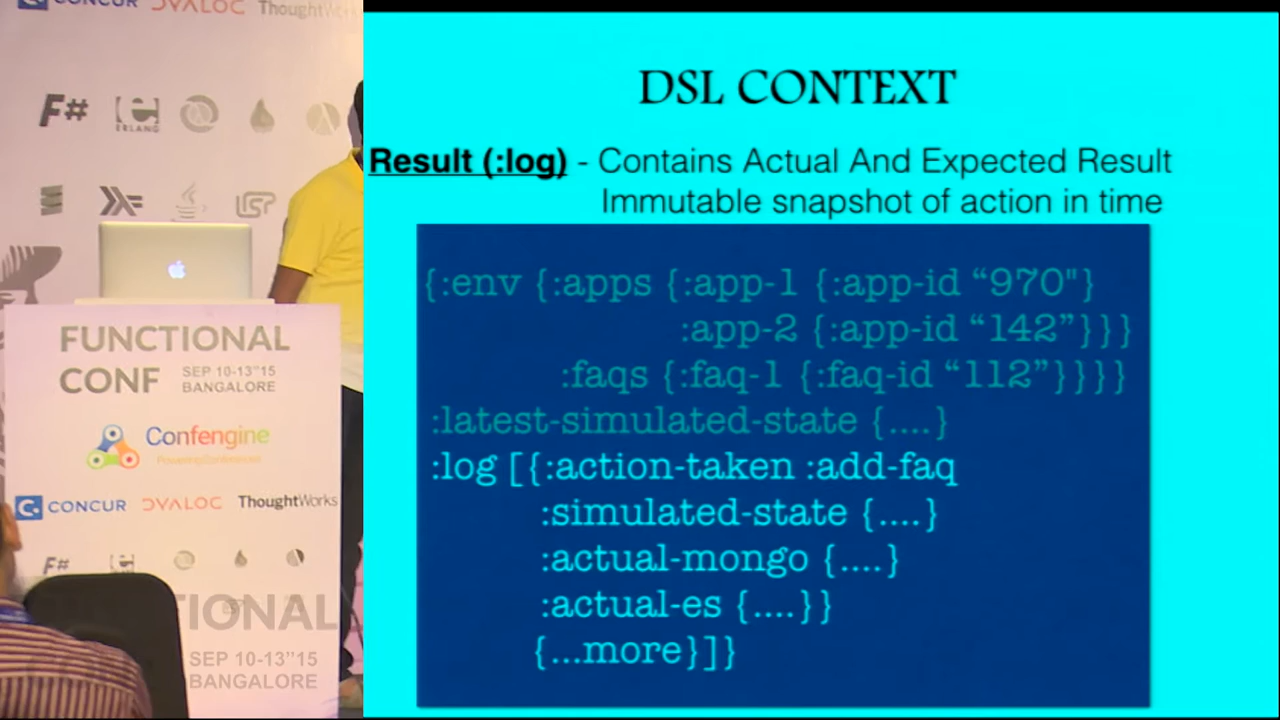 CONCUR DVALOC ThoughtWorks
F# ERLANG
LISP
FUNCTIONAL
CONF SEP 10-13"15
BANGALORE
Confengine
CONCUR DVALOC ThoughtWorks
F#
TIONAL
SEP 10-13"15
BANGALORE
DSL CONTEXT
Result (:log) - Contains Actual And Expected Result
Immutable snapshot of action in time
{:env {:apps {:app-1 {:app-id “970"}
:app-2 {:app-id “142”}}}
:faqs {:faq-1 {:faq-id “112”}}}}
:latest-simulated-state {....}
:log [{:action-taken :add-faq
:simulated-state {....}
:actual-mongo {....}
:actual-es {....}}
{...more}]}